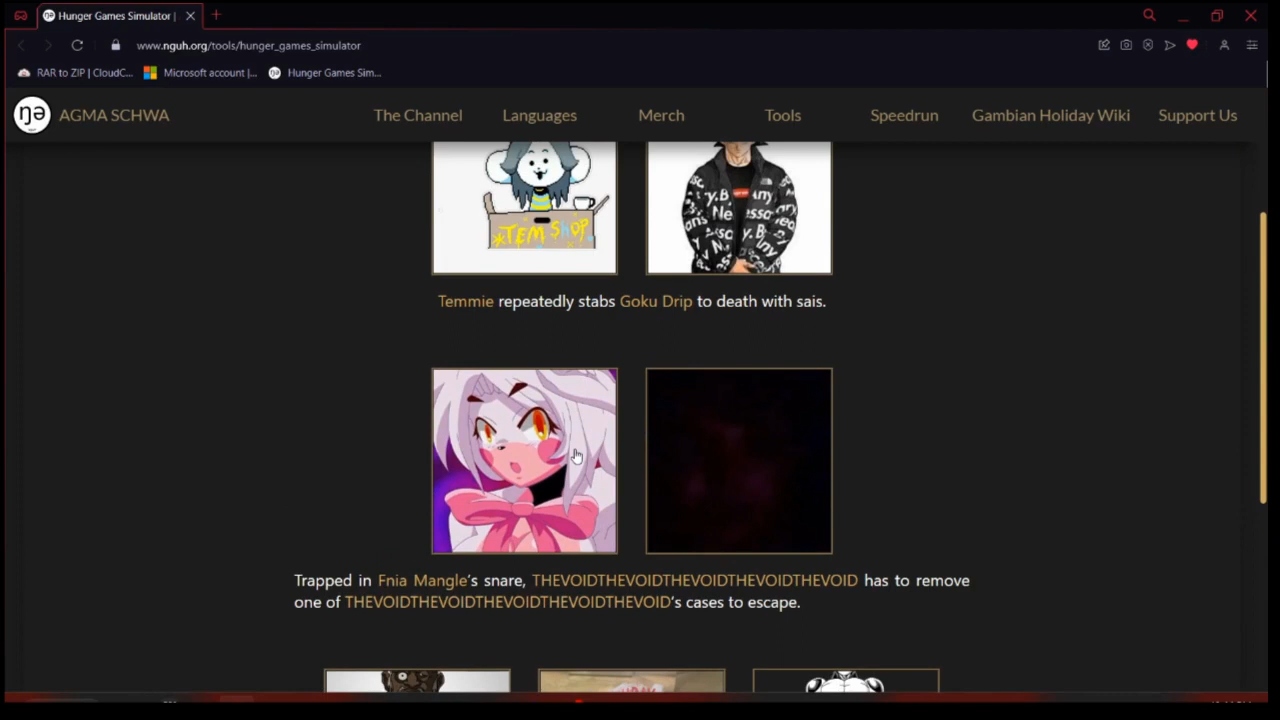 Hunger Games Simulator |
www.nguh.org/tools/hunger_games_simulator
RAR to ZIP | CloudC...
Microsoft account |...
Hunger Games Sim...
ŋə
AGMA SCHWA
The Channel
Languages
Merch
Tools
Speedrun
Gambian Holiday Wiki
Support Us
*TEM ShOP
Temmie repeatedly stabs Goku Drip to death with sais.
Trapped in Fnia Mangle's snare, THEVOIDTHEVOIDTHEVOIDTHEVOIDTHEVOID has to remove
one of THEVOIDTHEVOIDTHEVOIDTHEVOIDTHEVOID's cases to escape.